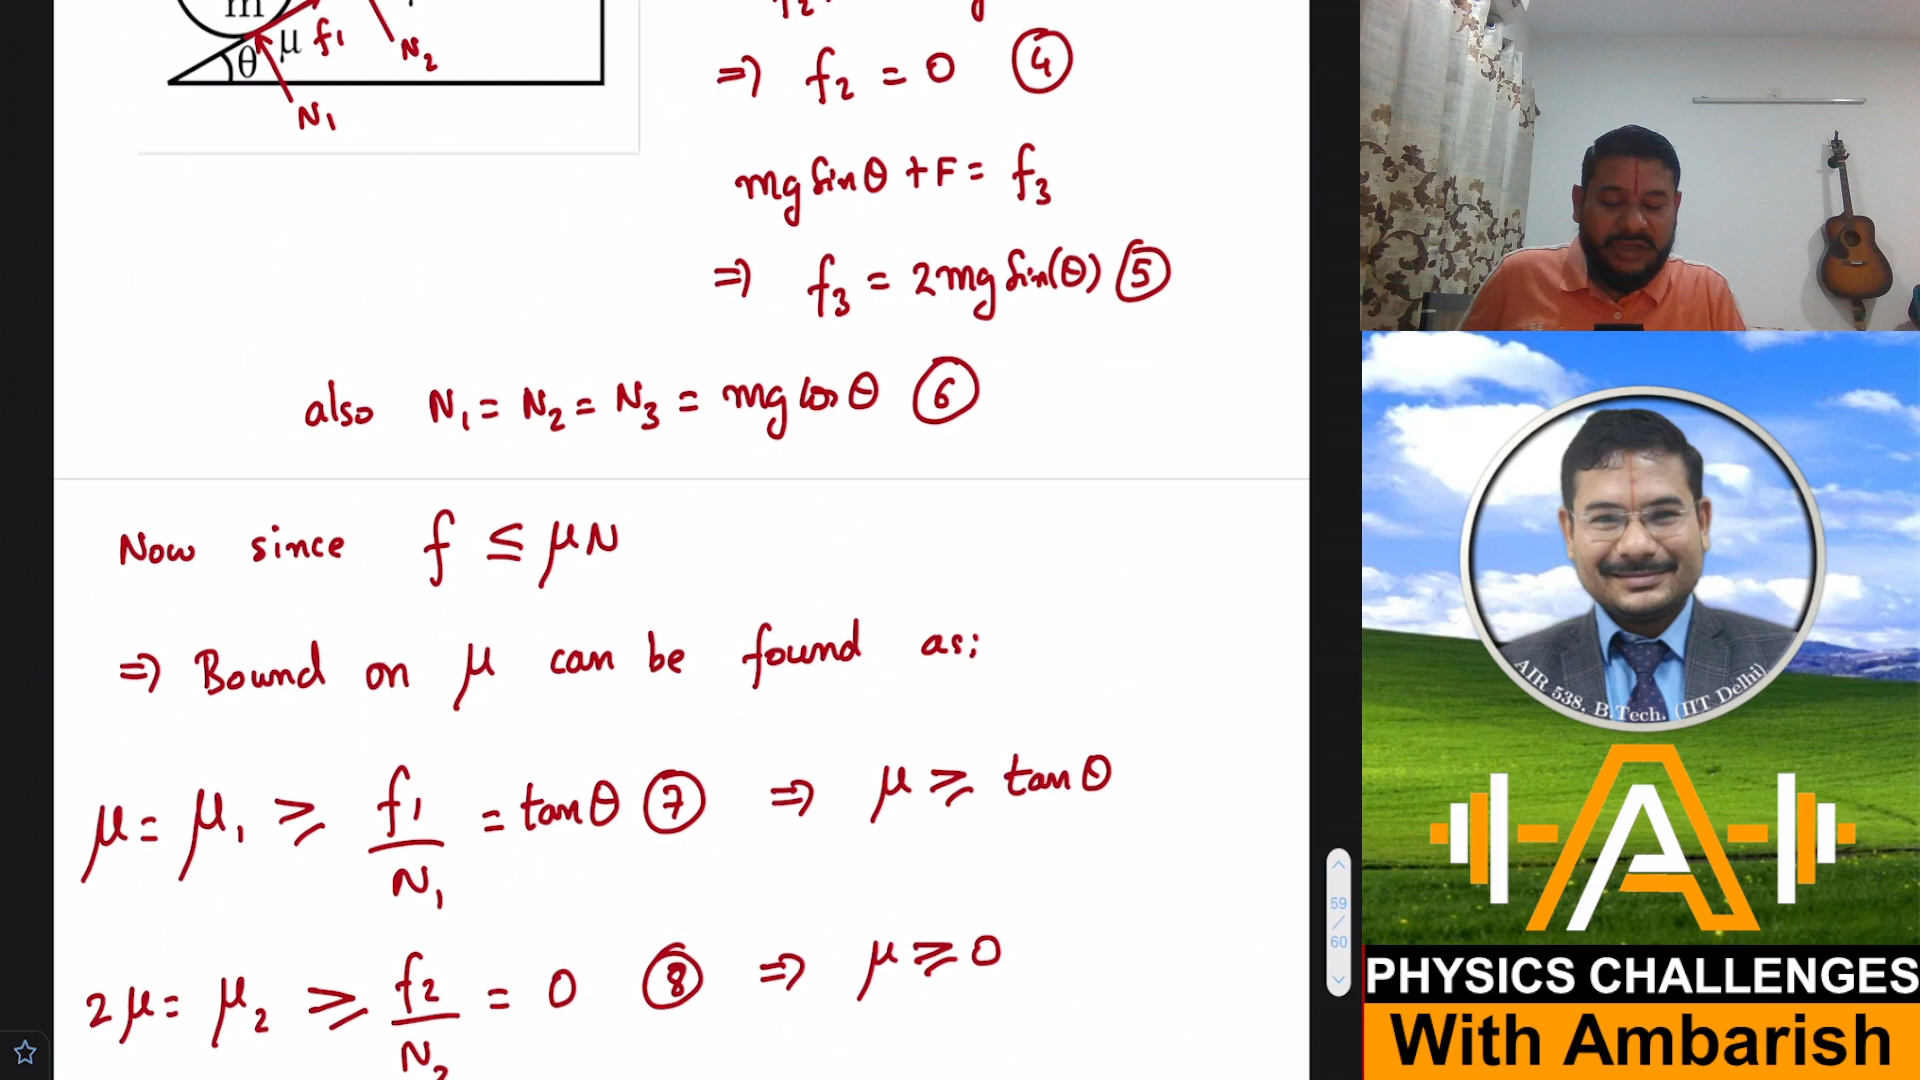 m
θ μ f₁ N₂
N₁
⇒ f₂ = 0 ④
mg sinθ + F = f₃
⇒ f₃ = 2mg sin(θ) ⑤
also N₁ = N₂ = N₃ = mg cosθ ⑥
Now since f ≤ μN
⇒ Bound on μ can be found as;
μ = μ₁ ≥ f₁/N₁ = tanθ ⑦ ⇒ μ ≥ tanθ
2μ = μ₂ ≥ f₂/N₂ = 0 ⑧ ⇒ μ ≥ 0
59
/
60
AIR 538, B.Tech. (IIT Delhi)
A
PHYSICS CHALLENGES
With Ambarish